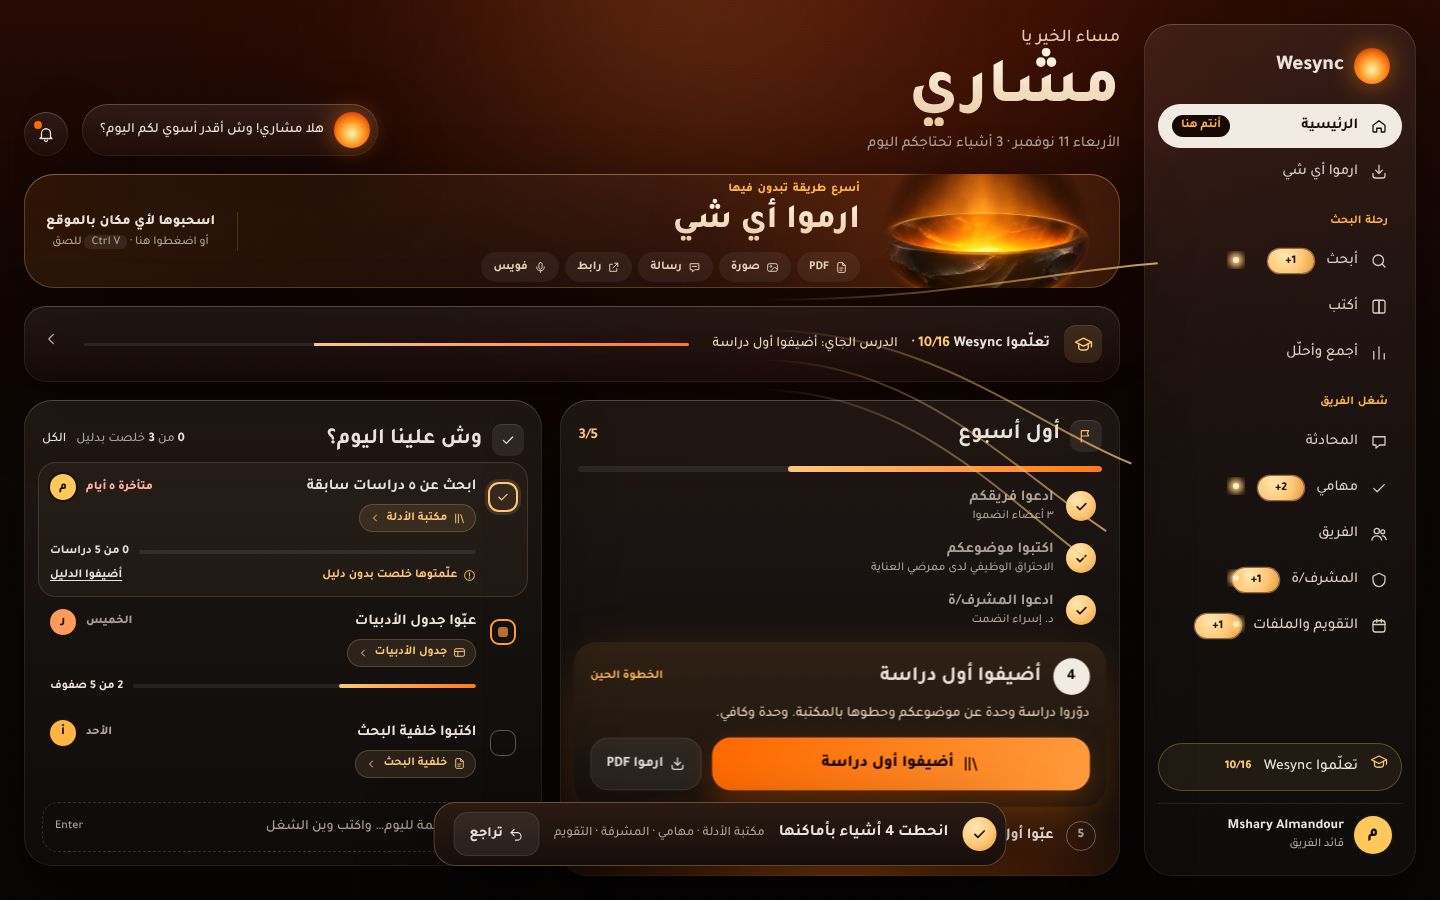 Wesync
الرئيسية
أنتم هنا
ارموا أي شي
رحلة البحث
أبحث
+1
أكتب
أجمع وأحلّل
شغل الفريق
المحادثة
مهامي
+2
الفريق
المشرف/ة
+1
التقويم والملفات
+1
تعلّموا Wesync
10/16
Mshary Almandour
قائد الفريق
م
مساء الخير يا
مشاري
الأربعاء 11 نوفمبر · 3 أشياء تحتاجكم اليوم
هلا مشاري! وش أقدر أسوي لكم اليوم؟
أسرع طريقة تبدون فيها
ارموا أي شي
PDF
صورة
رسالة
رابط
فويس
اسحبوها لأي مكان بالموقع
أو اضغطوا هنا · Ctrl V للصق
تعلّموا Wesync 10/16 ·
الدرس الجاي: أضيفوا أول دراسة
أول أسبوع
3/5
ادعوا فريقكم
٣ أعضاء انضموا
اكتبوا موضوعكم
الاحتراق الوظيفي لدى ممرضي العناية
ادعوا المشرف/ة
د. إسراء انضمت
4
أضيفوا أول دراسة
الخطوة الحين
دوّروا دراسة وحدة عن موضوعكم وحطوها بالمكتبة. وحدة وكافي.
أضيفوا أول دراسة
ارموا PDF
5
عبّوا أول
وش علينا اليوم؟
0 من 3 خلصت بدليل
الكل
ابحث عن ٥ دراسات سابقة
متأخرة ٥ أيام
م
مكتبة الأدلة
0 من 5 دراسات
علّمتوها خلصت بدون دليل
أضيفوا الدليل
عبّوا جدول الأدبيات
الخميس
ر
جدول الأدبيات
2 من 5 صفوف
اكتبوا خلفية البحث
الأحد
أ
خلفية البحث
لليوم… واكتب وين الشغل
Enter
انحطت 4 أشياء بأماكنها
مكتبة الأدلة · مهامي · المشرفة · التقويم
تراجع